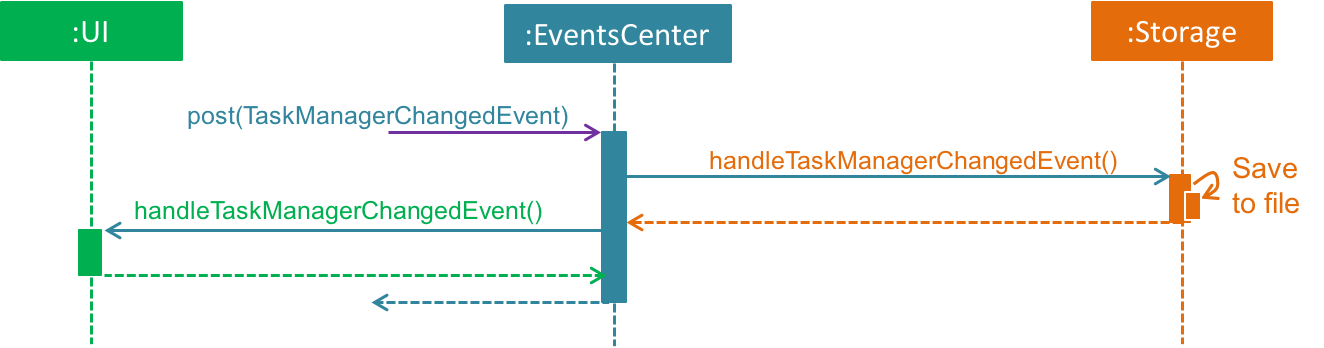 :UI
:EventsCenter
:Storage
post(TaskManagerChangedEvent)
handleTaskManagerChangedEvent()
Save
to file
handleTaskManagerChangedEvent()